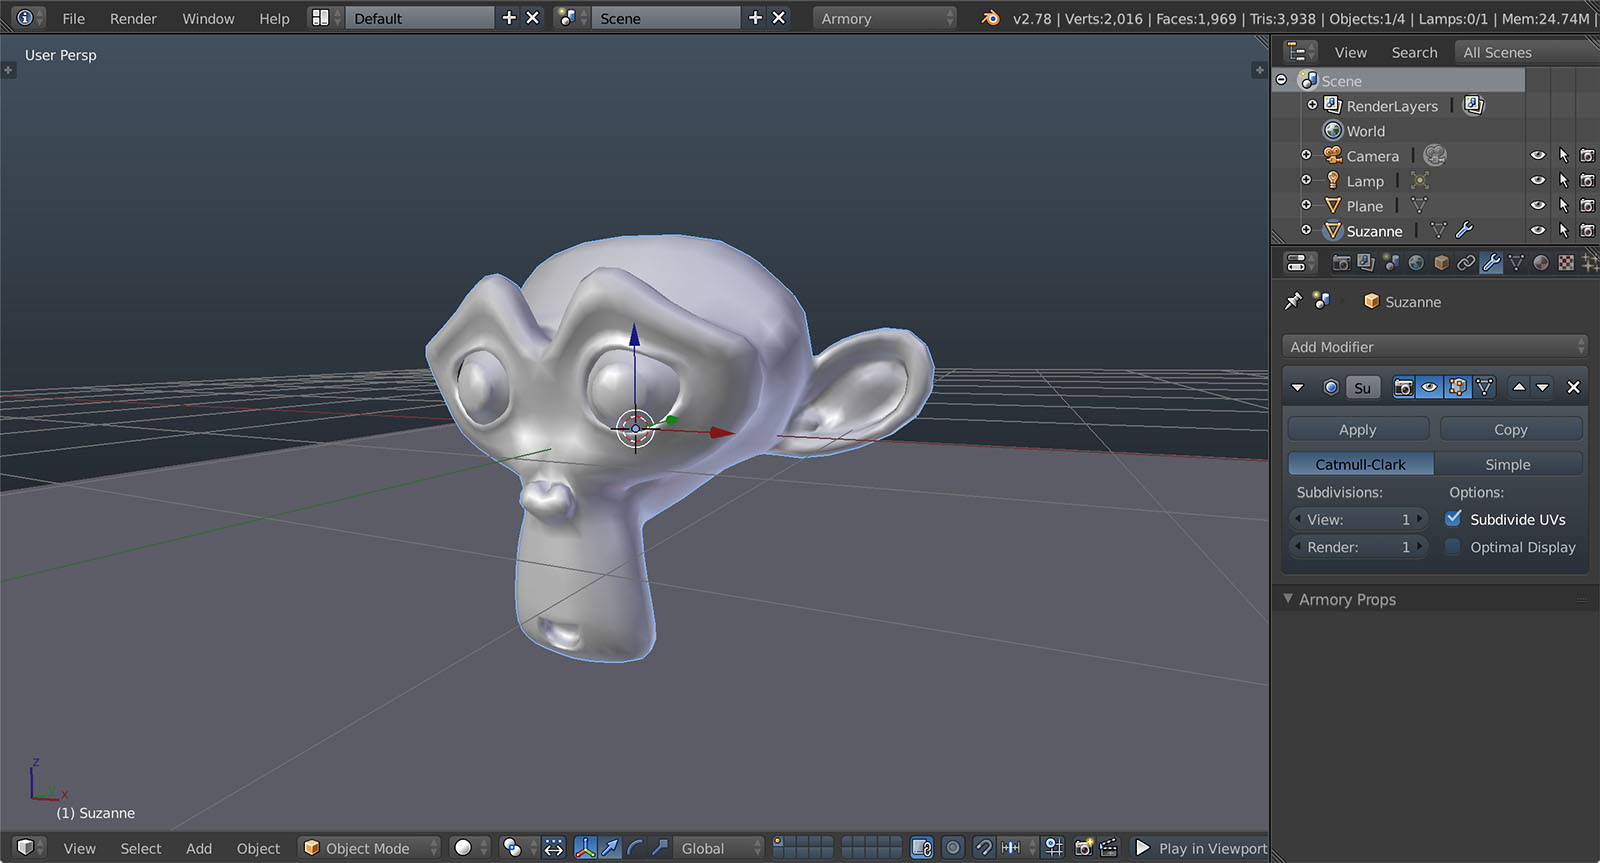 File Render Window Help Default Scene Armory v2.78 | Verts:2,016 | Faces:1,969 | Tris:3,938 | Objects:1/4 | Lamps:0/1 | Mem:24.74M |
User Persp
View Search All Scenes
Scene
RenderLayers
World
Camera
Lamp
Plane
Suzanne
Suzanne
Add Modifier
Su
Apply Copy
Catmull-Clark Simple
Subdivisions: Options:
View: 1 Subdivide UVs
Render: 1 Optimal Display
Armory Props
z
y
x
(1) Suzanne
View Select Add Object Object Mode Global Play in Viewport